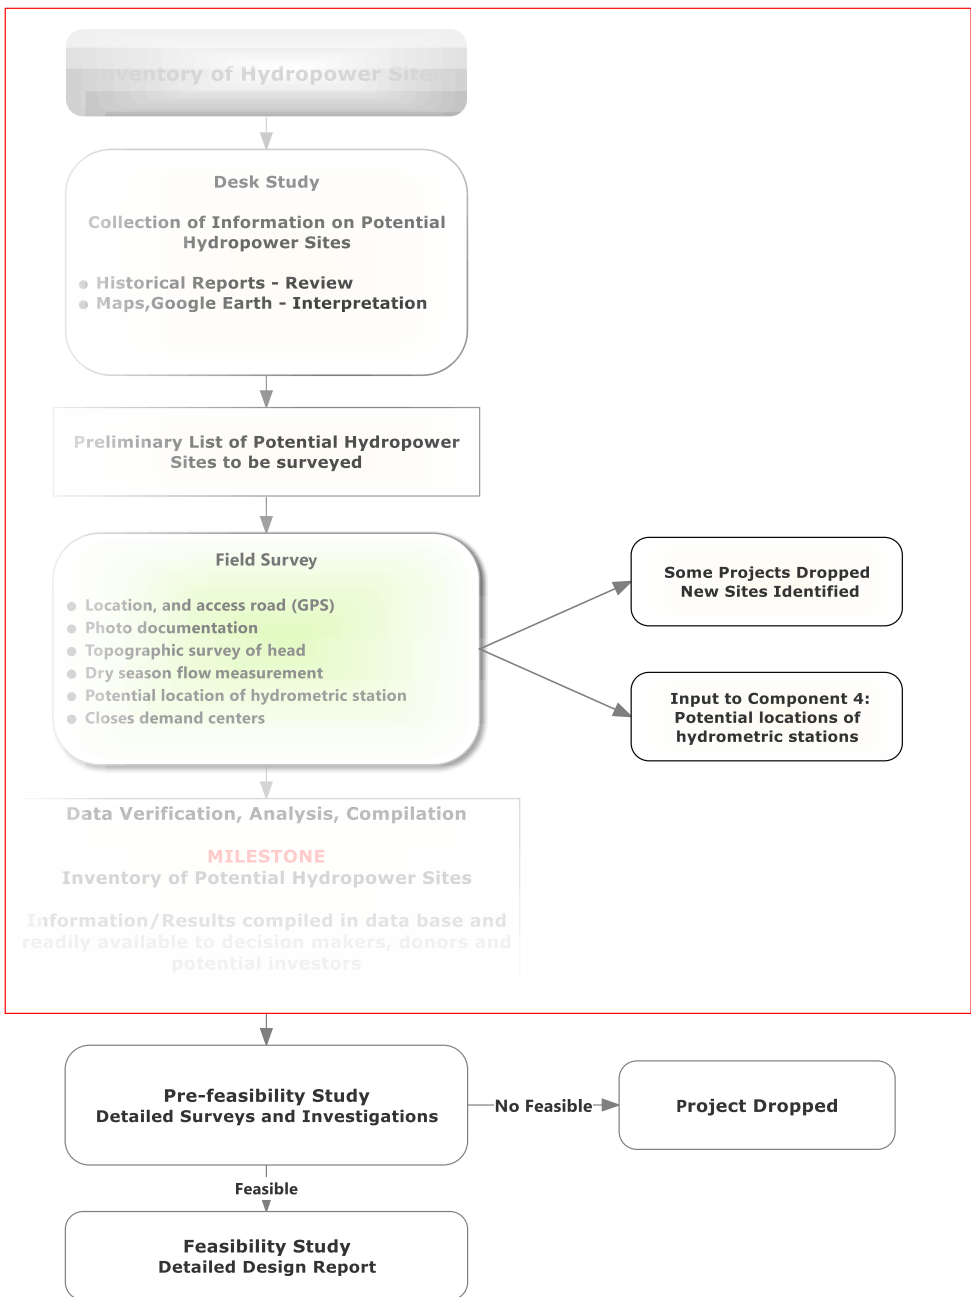 Inventory of Hydropower Sites
Desk Study
Collection of Information on Potential
Hydropower Sites
● Historical Reports - Review
● Maps,Google Earth - Interpretation
Preliminary List of Potential Hydropower
Sites to be surveyed
Field Survey
● Location, and access road (GPS)
● Photo documentation
● Topographic survey of head
● Dry season flow measurement
● Potential location of hydrometric station
● Closes demand centers
Some Projects Dropped
New Sites Identified
Input to Component 4:
Potential locations of
hydrometric stations
Data Verification, Analysis, Compilation
MILESTONE
Inventory of Potential Hydropower Sites
Information/Results compiled in data base and
readily available to decision makers, donors and
potential investors
Pre-feasibility Study
Detailed Surveys and Investigations
No Feasible
Project Dropped
Feasible
Feasibility Study
Detailed Design Report